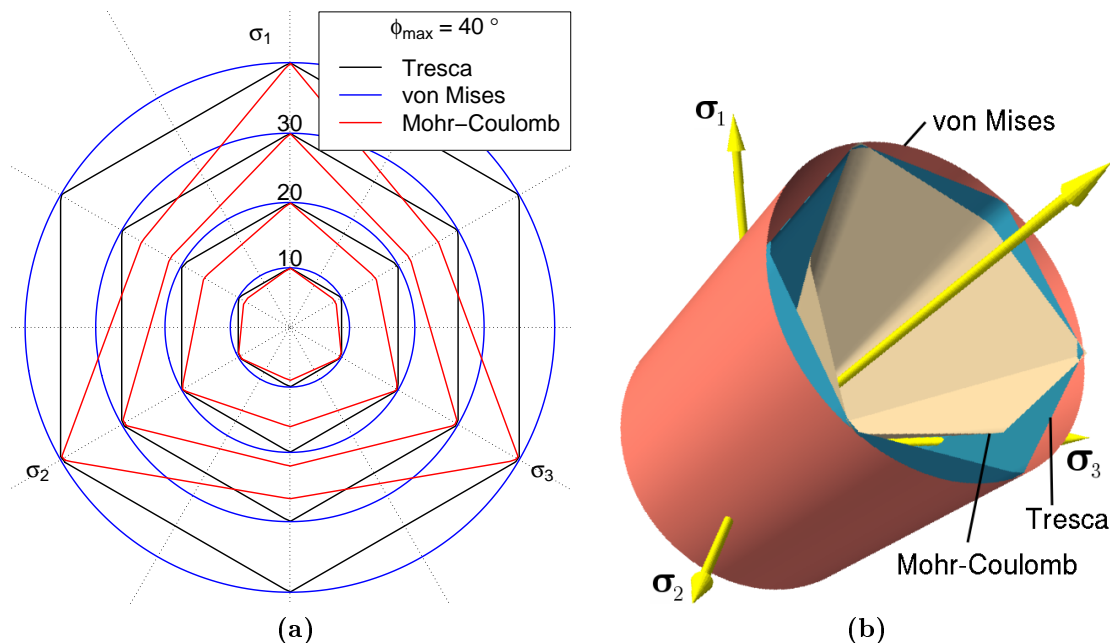 σ1
ϕmax = 40 °
Tresca
von Mises
Mohr−Coulomb
30
20
10
σ2
σ3
(a)
σ1
von Mises
σ3
Tresca
Mohr-Coulomb
σ2
(b)